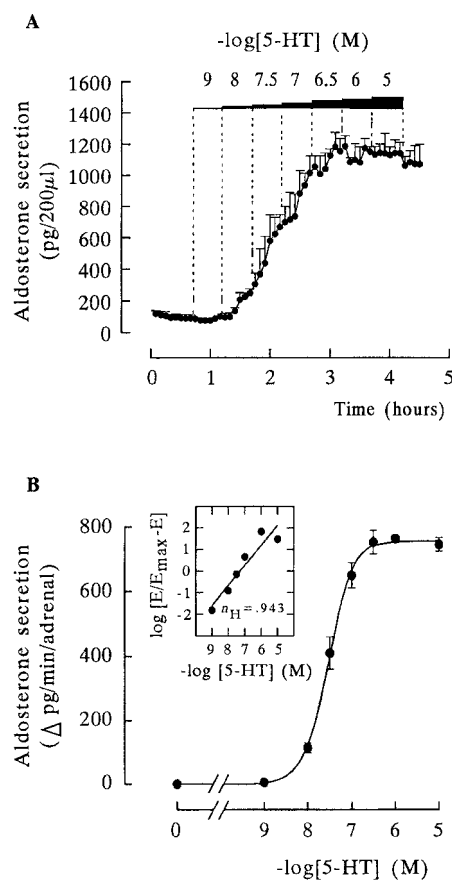 A
-log[5-HT] (M)
9 8 7.5 7 6.5 6 5
Aldosterone secretion
(pg/200µl)
1600
1400
1200
1000
800
600
400
200
0
0 1 2 3 4 5
Time (hours)
B
Aldosterone secretion
(Δ pg/min/adrenal)
800
600
400
200
0
log [E/Emax-E]
2
1
0
-1
-2
nH=.943
9 8 7 6 5
-log [5-HT] (M)
0 9 8 7 6 5
-log[5-HT] (M)